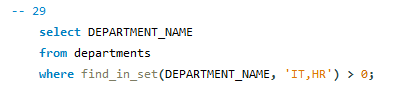 -- 29
select DEPARTMENT_NAME
from departments
where find_in_set(DEPARTMENT_NAME, 'IT,HR') > 0;